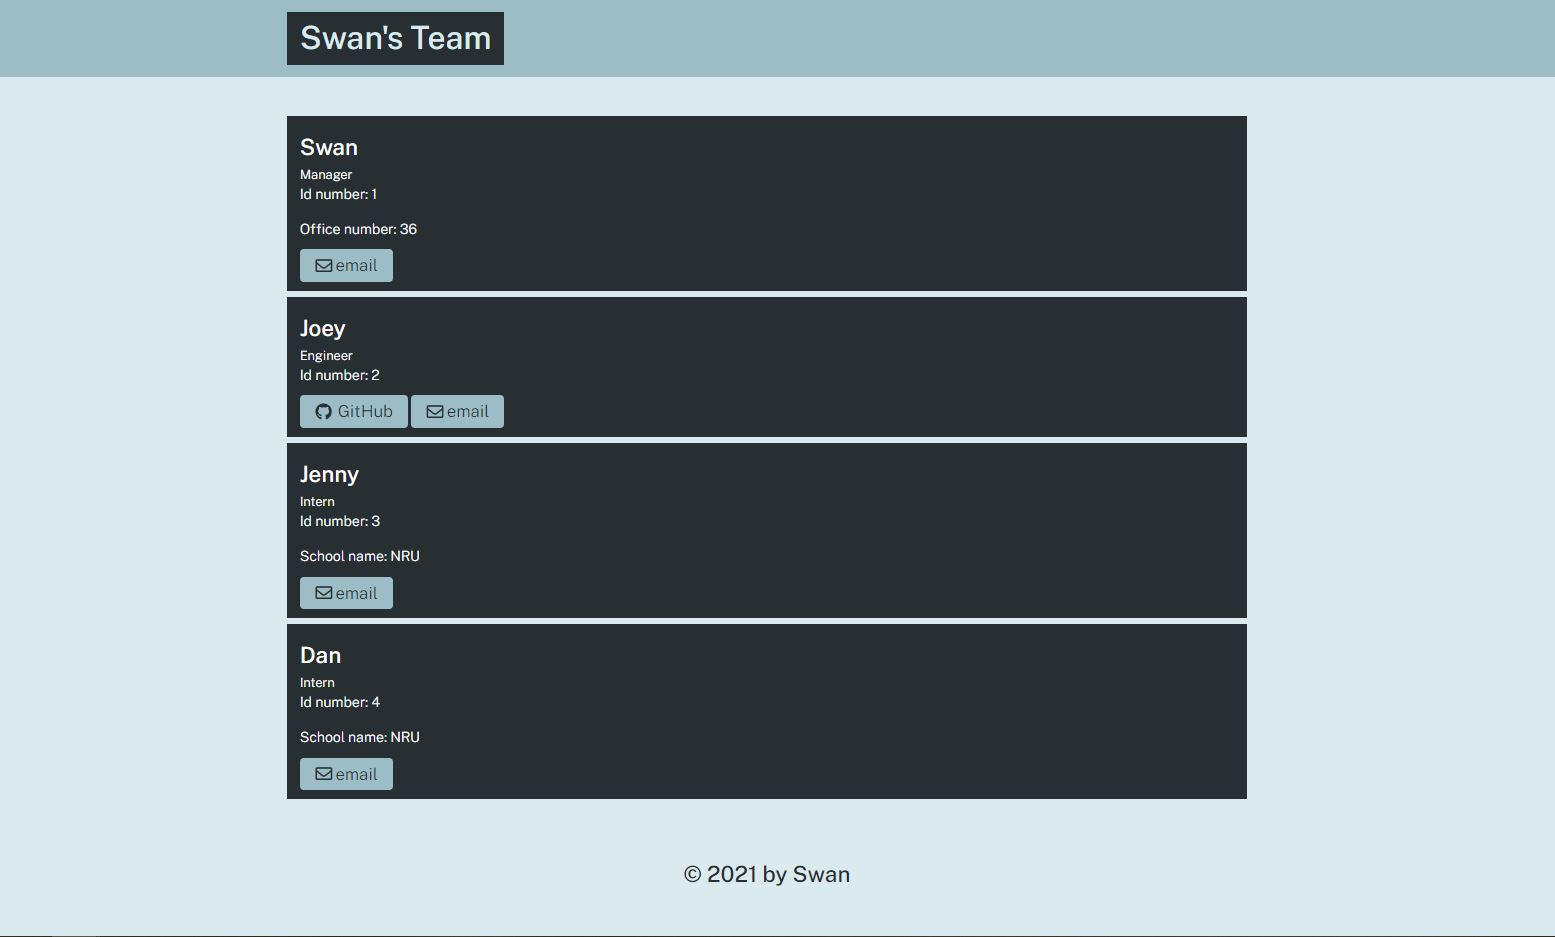 Swan's Team
Swan
Manager
Id number: 1
Office number: 36
email
Joey
Engineer
Id number: 2
GitHub email
Jenny
Intern
Id number: 3
School name: NRU
email
Dan
Intern
Id number: 4
School name: NRU
email
© 2021 by Swan